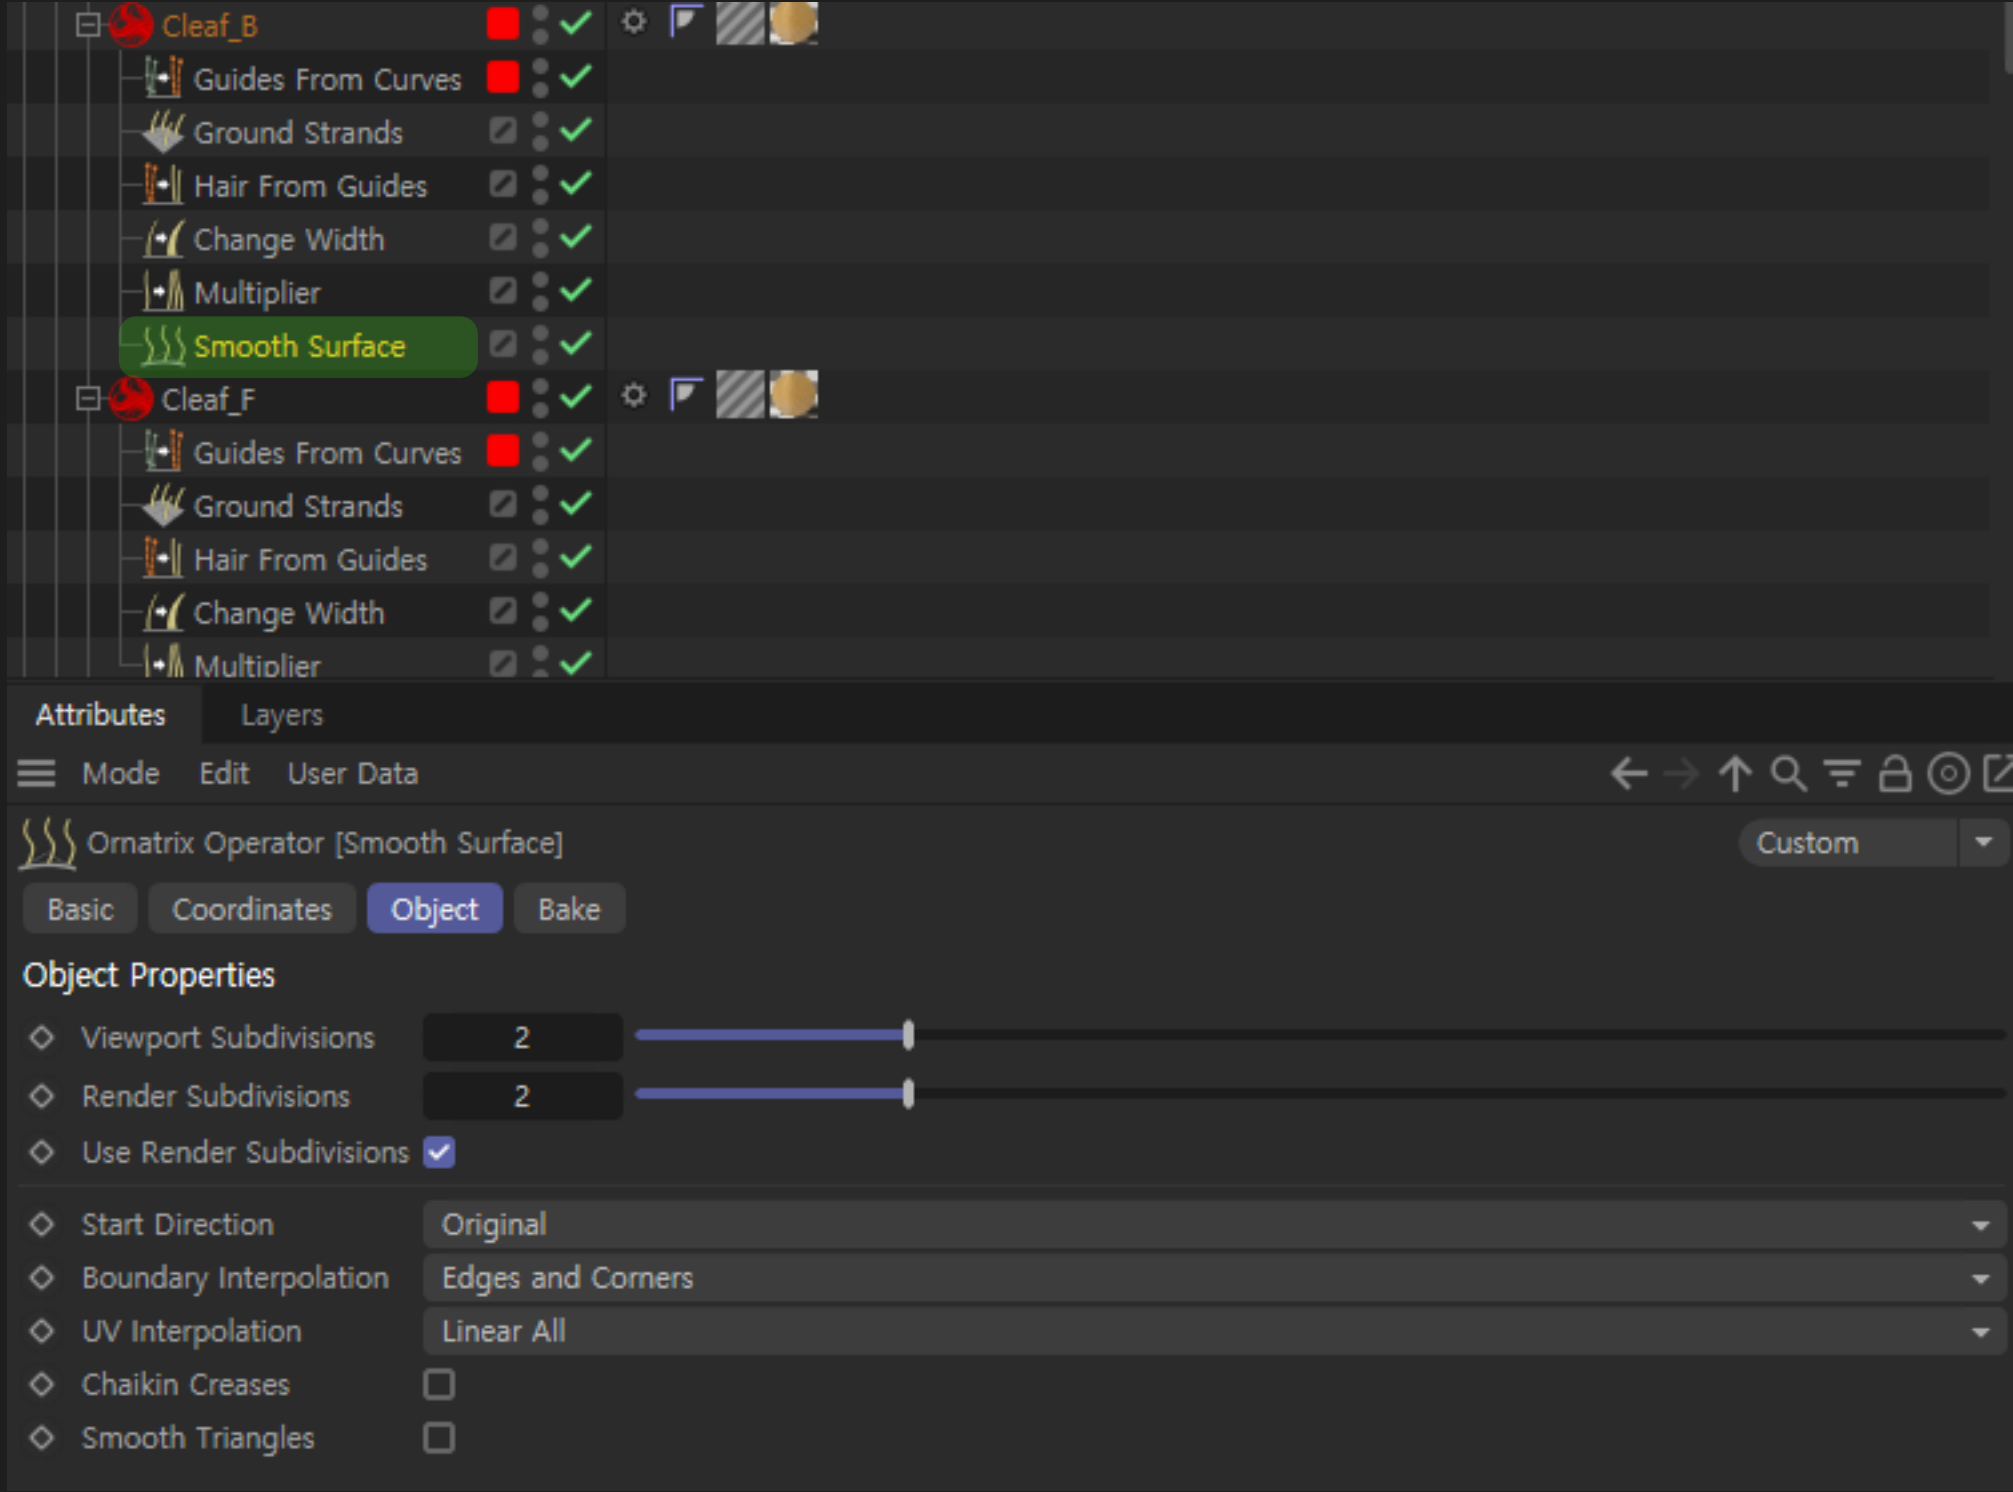 Cleaf_B
Guides From Curves
Ground Strands
Hair From Guides
Change Width
Multiplier
Smooth Surface
Cleaf_F
Guides From Curves
Ground Strands
Hair From Guides
Change Width
Multiplier
Attributes Layers
Mode Edit User Data
Ornatrix Operator [Smooth Surface] Custom
Basic Coordinates Object Bake
Object Properties
Viewport Subdivisions 2
Render Subdivisions 2
Use Render Subdivisions
Start Direction Original
Boundary Interpolation Edges and Corners
UV Interpolation Linear All
Chaikin Creases
Smooth Triangles